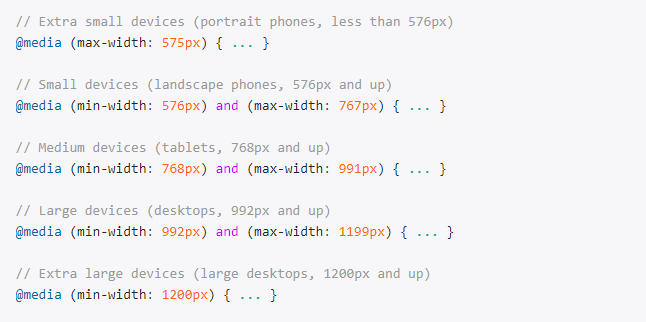 // Extra small devices (portrait phones, less than 576px)
@media (max-width: 575px) { ... }
// Small devices (landscape phones, 576px and up)
@media (min-width: 576px) and (max-width: 767px) { ... }
// Medium devices (tablets, 768px and up)
@media (min-width: 768px) and (max-width: 991px) { ... }
// Large devices (desktops, 992px and up)
@media (min-width: 992px) and (max-width: 1199px) { ... }
// Extra large devices (large desktops, 1200px and up)
@media (min-width: 1200px) { ... }